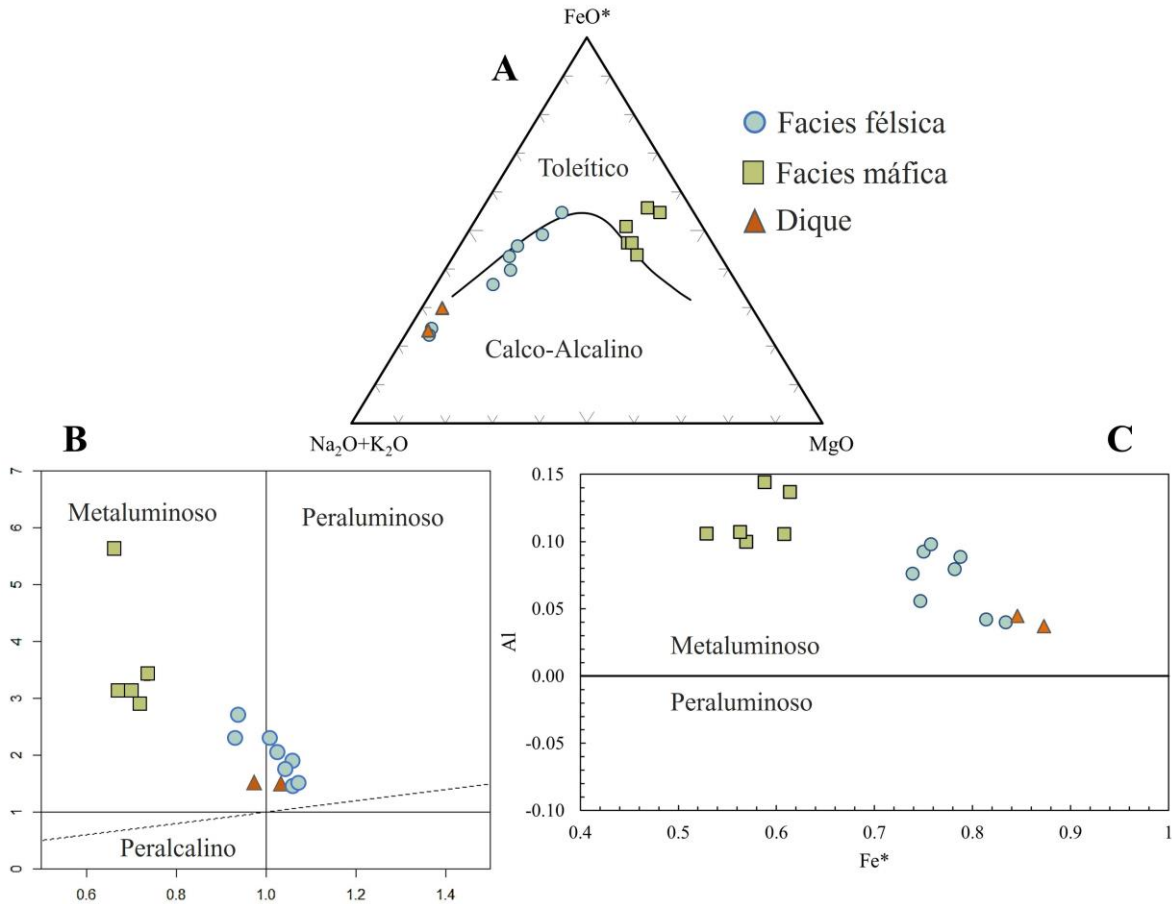 FeO*
A
Facies félsica
Toleítico
Facies máfica
Dique
Calco-Alcalino
Na₂O+K₂O
MgO
B
7
Metaluminoso
Peraluminoso
6
5
4
3
2
1
Peralcalino
0
0.6
0.8
1.0
1.2
1.4
C
0.15
0.10
0.05
Al
Metaluminoso
0.00
Peraluminoso
-0.05
-0.10
0.4
0.5
0.6
0.7
0.8
0.9
1
Fe*